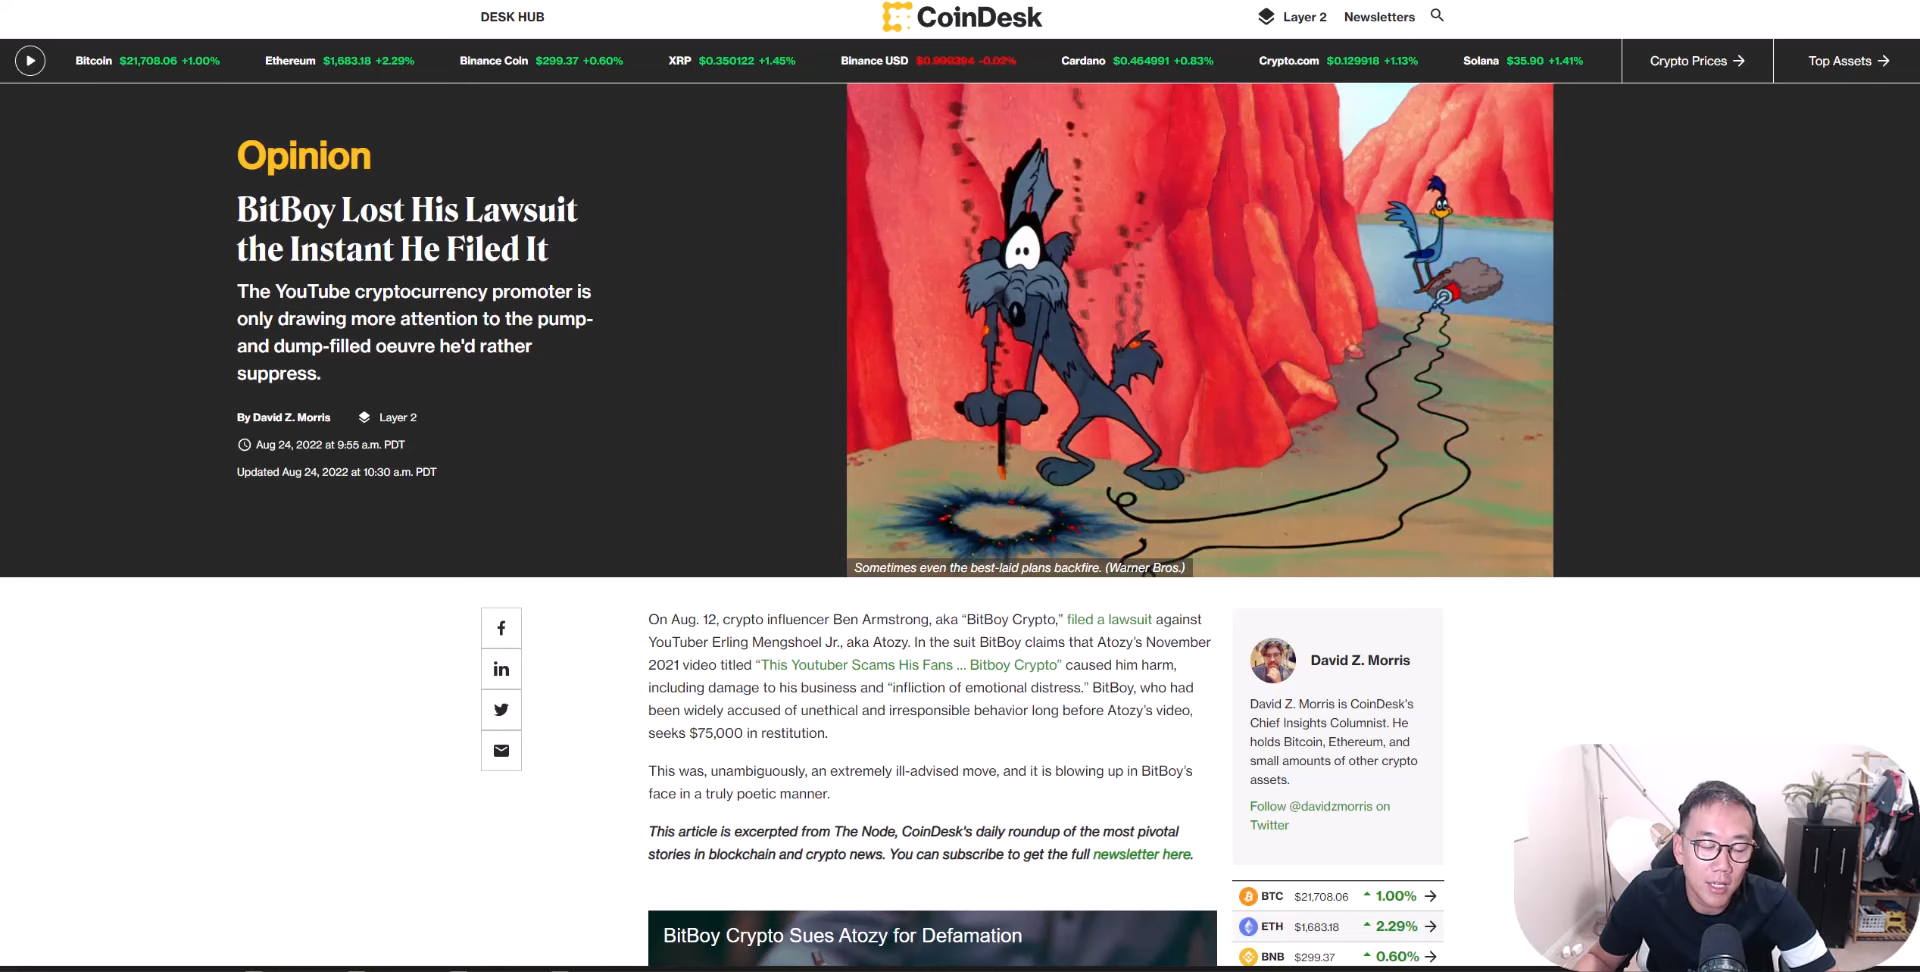 DESK HUB
CoinDesk
Layer 2 Newsletters
Bitcoin $21,708.06 +1.00% Ethereum $1,683.18 +2.29% Binance Coin $299.37 +0.60% XRP $0.350122 +1.45% Binance USD $0.999394 -0.02% Cardano $0.464991 +0.83% Crypto.com $0.129918 +1.13% Solana $35.90 +1.41% Crypto Prices → Top Assets →
Opinion
BitBoy Lost His Lawsuit
the Instant He Filed It
The YouTube cryptocurrency promoter is
only drawing more attention to the pump-
and dump-filled oeuvre he'd rather
suppress.
By David Z. Morris Layer 2
Aug 24, 2022 at 9:55 a.m. PDT
Updated Aug 24, 2022 at 10:30 a.m. PDT
Sometimes even the best-laid plans backfire. (Warner Bros.)
On Aug. 12, crypto influencer Ben Armstrong, aka “BitBoy Crypto,” filed a lawsuit against
YouTuber Erling Mengshoel Jr., aka Atozy. In the suit BitBoy claims that Atozy’s November
2021 video titled “This Youtuber Scams His Fans ... Bitboy Crypto” caused him harm,
including damage to his business and “infliction of emotional distress.” BitBoy, who had
been widely accused of unethical and irresponsible behavior long before Atozy’s video,
seeks $75,000 in restitution.
This was, unambiguously, an extremely ill-advised move, and it is blowing up in BitBoy’s
face in a truly poetic manner.
This article is excerpted from The Node, CoinDesk's daily roundup of the most pivotal
stories in blockchain and crypto news. You can subscribe to get the full newsletter here.
BitBoy Crypto Sues Atozy for Defamation
David Z. Morris
David Z. Morris is CoinDesk’s
Chief Insights Columnist. He
holds Bitcoin, Ethereum, and
small amounts of other crypto
assets.
Follow @davidzmorris on
Twitter
BTC $21,708.06 1.00% →
ETH $1,683.18 2.29% →
BNB $299.37 0.60% →